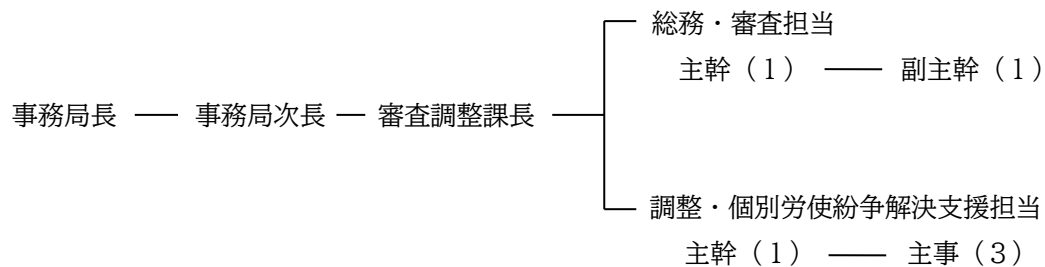 総務・審査担当
主幹（１） ―― 副主幹（１）
事務局長 ―― 事務局次長 ― 審査調整課長
調整・個別労使紛争解決支援担当
主幹（１） ―― 主事（３）